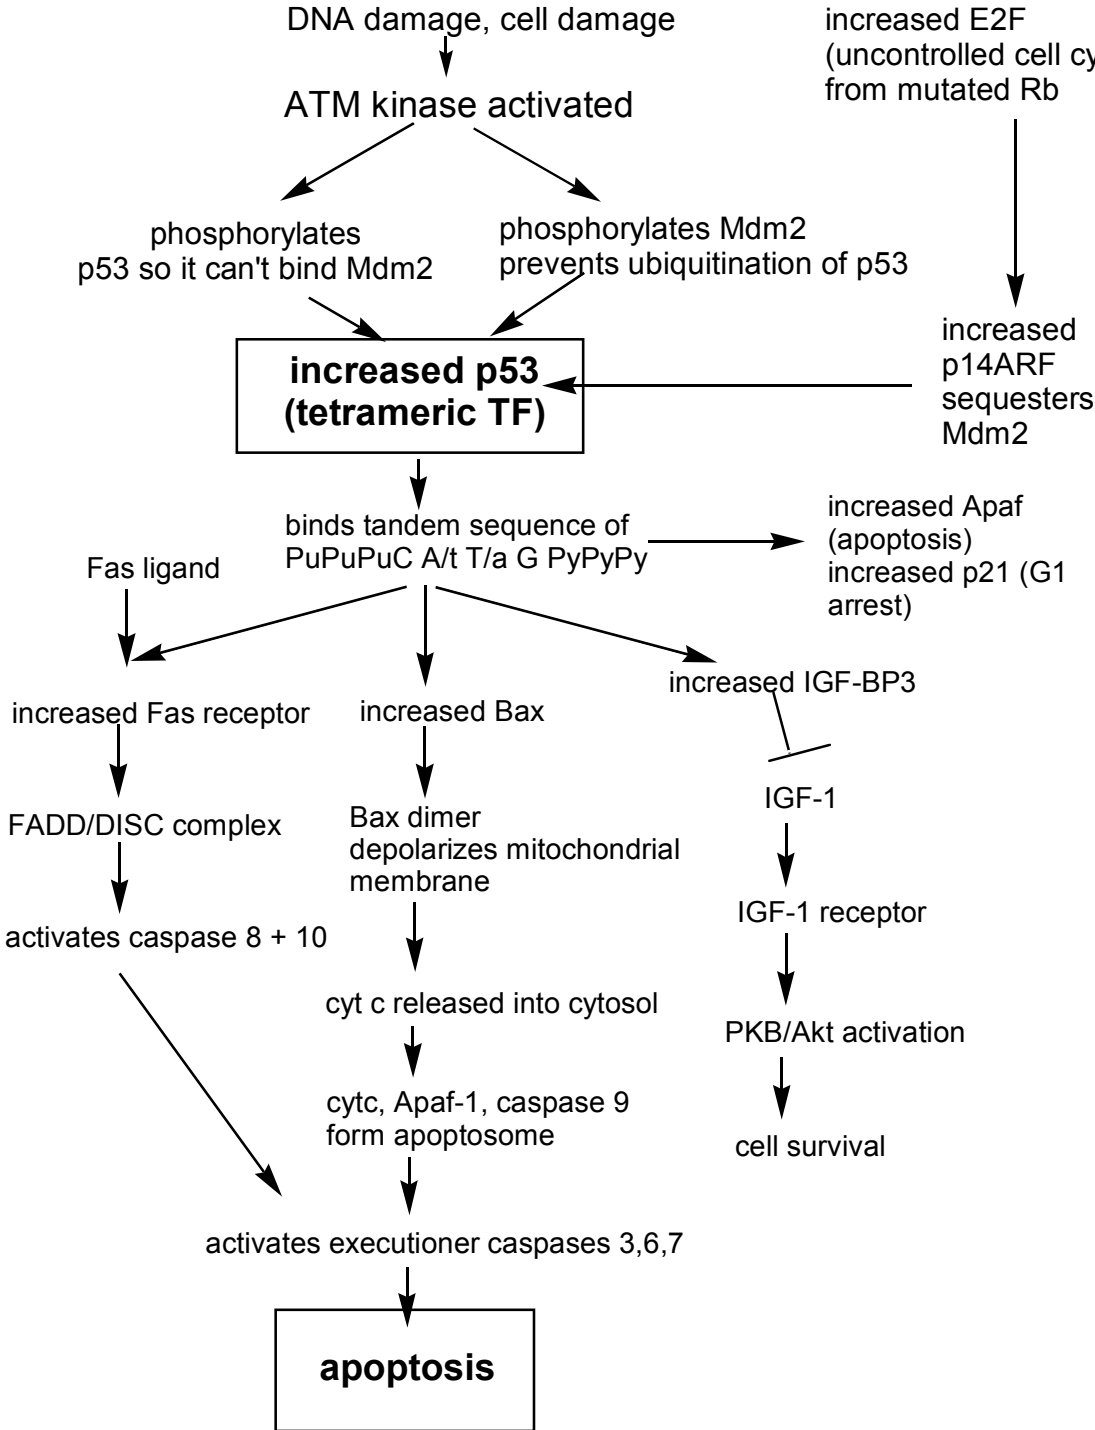 DNA damage, cell damage
increased E2F
(uncontrolled cell cy
from mutated Rb
ATM kinase activated
phosphorylates
p53 so it can't bind Mdm2
phosphorylates Mdm2
prevents ubiquitination of p53
increased
p14ARF
sequesters
Mdm2
increased p53
(tetrameric TF)
binds tandem sequence of
PuPuPuC A/t T/a G PyPyPy
increased Apaf
(apoptosis)
increased p21 (G1
arrest)
Fas ligand
increased Fas receptor
increased Bax
increased IGF-BP3
FADD/DISC complex
Bax dimer
depolarizes mitochondrial
membrane
IGF-1
IGF-1 receptor
activates caspase 8 + 10
cyt c released into cytosol
PKB/Akt activation
cytc, Apaf-1, caspase 9
form apoptosome
cell survival
activates executioner caspases 3,6,7
apoptosis